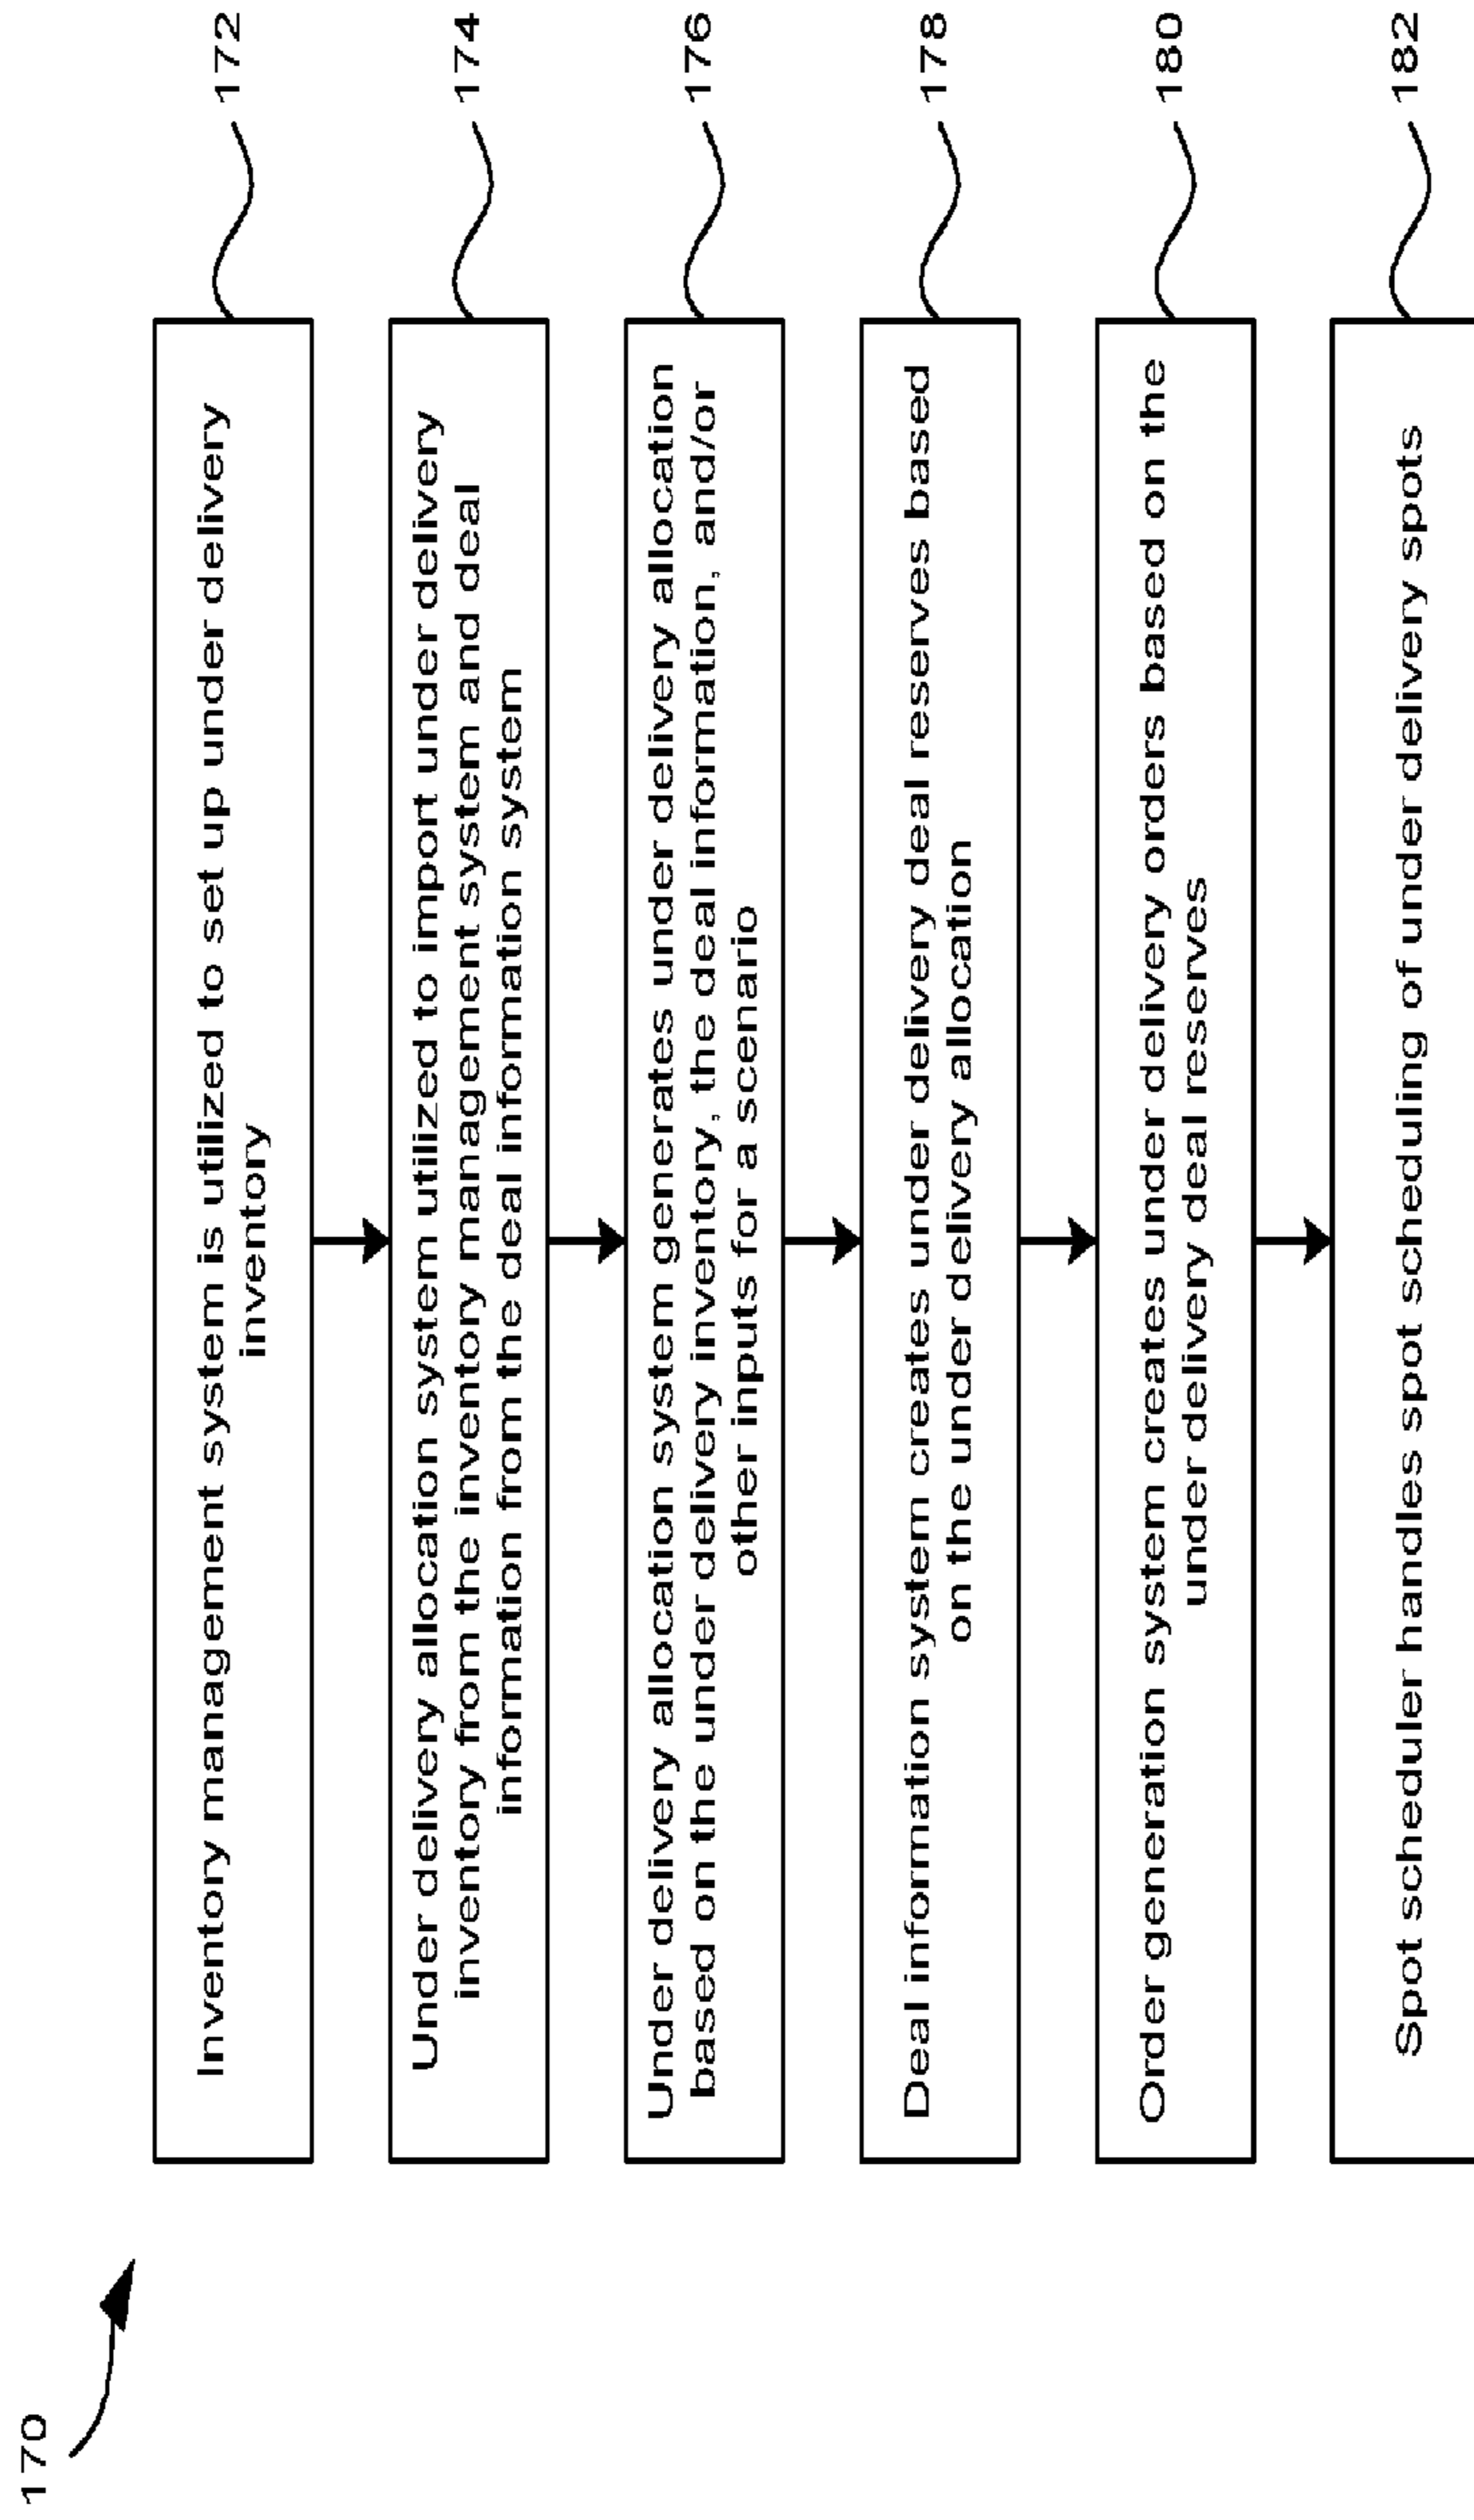 170
Inventory management system is utilized to set up under delivery
inventory
172
Under delivery allocation system utilized to import under delivery
inventory from the inventory management system and deal
information from the deal information system
174
Under delivery allocation system generates under delivery allocation
based on the under delivery inventory, the deal information, and/or
other inputs for a scenario
176
Deal information system creates under delivery deal reserves based
on the under delivery allocation
178
Order generation system creates under delivery orders based on the
under delivery deal reserves
180
Spot scheduler handles spot scheduling of under delivery spots
182